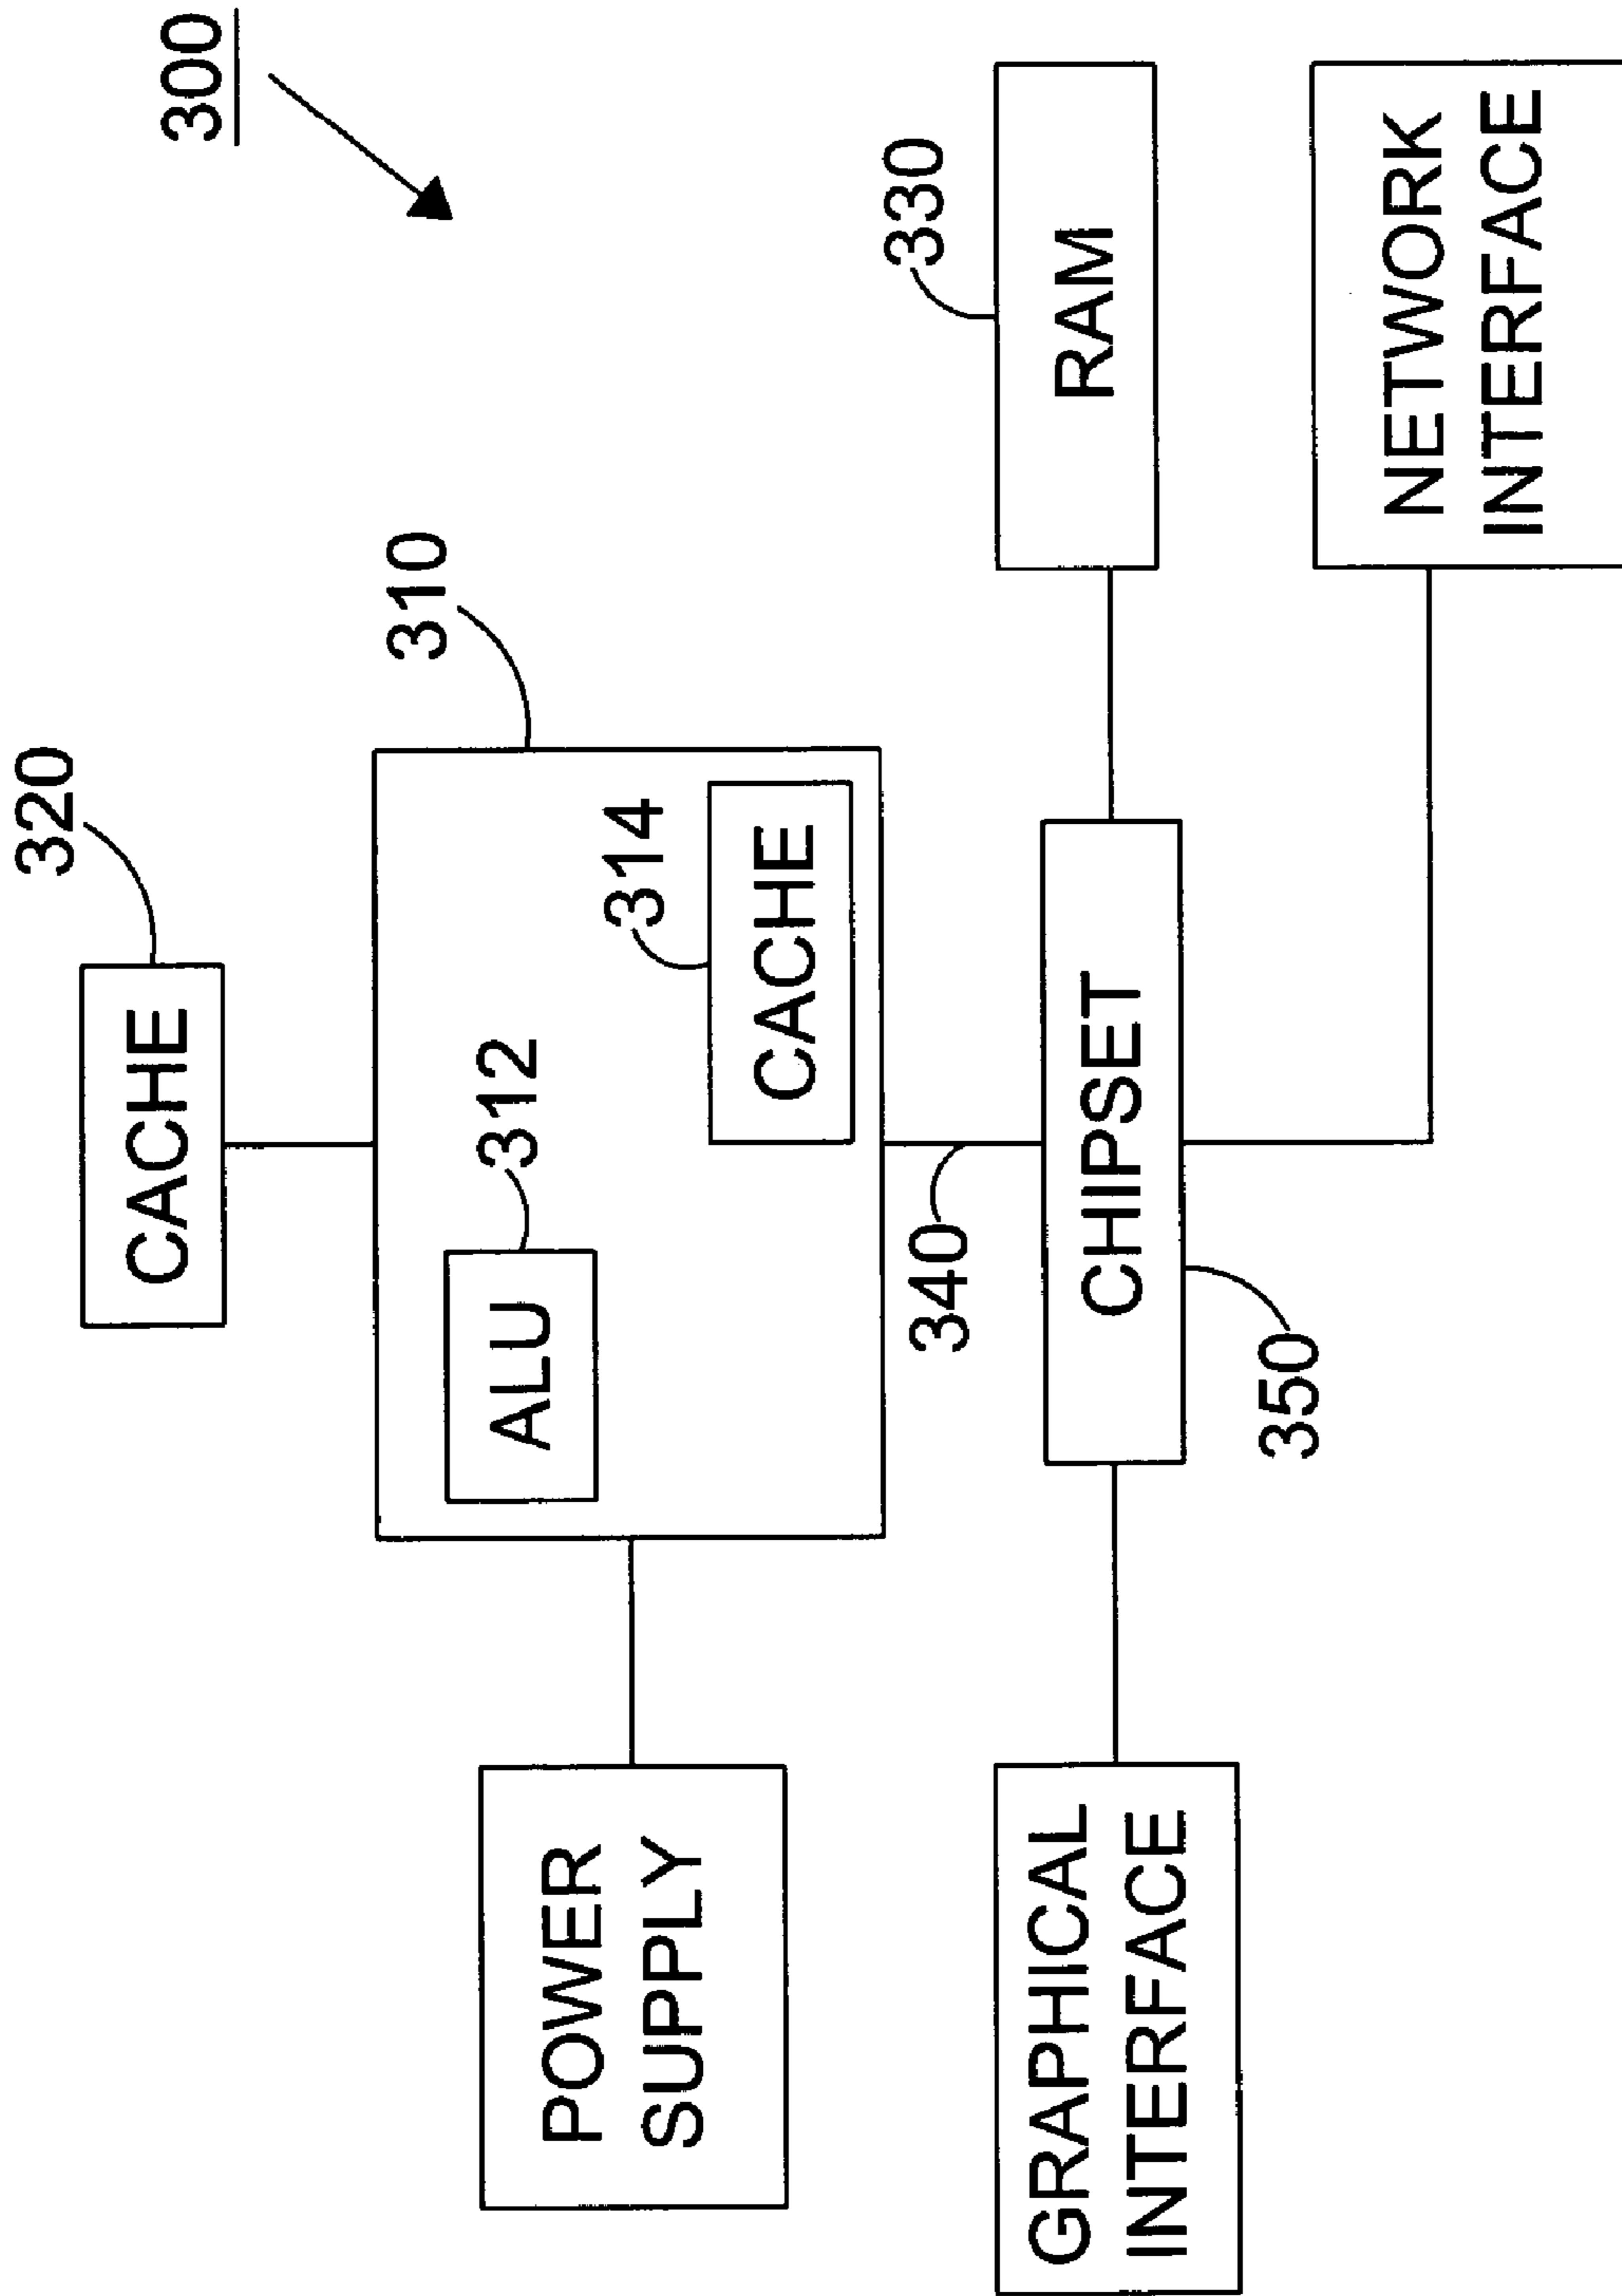 300
320
CACHE
310
312
314
ALU
CACHE
POWER
SUPPLY
340
330
CHIPSET
RAM
350
GRAPHICAL
INTERFACE
NETWORK
INTERFACE